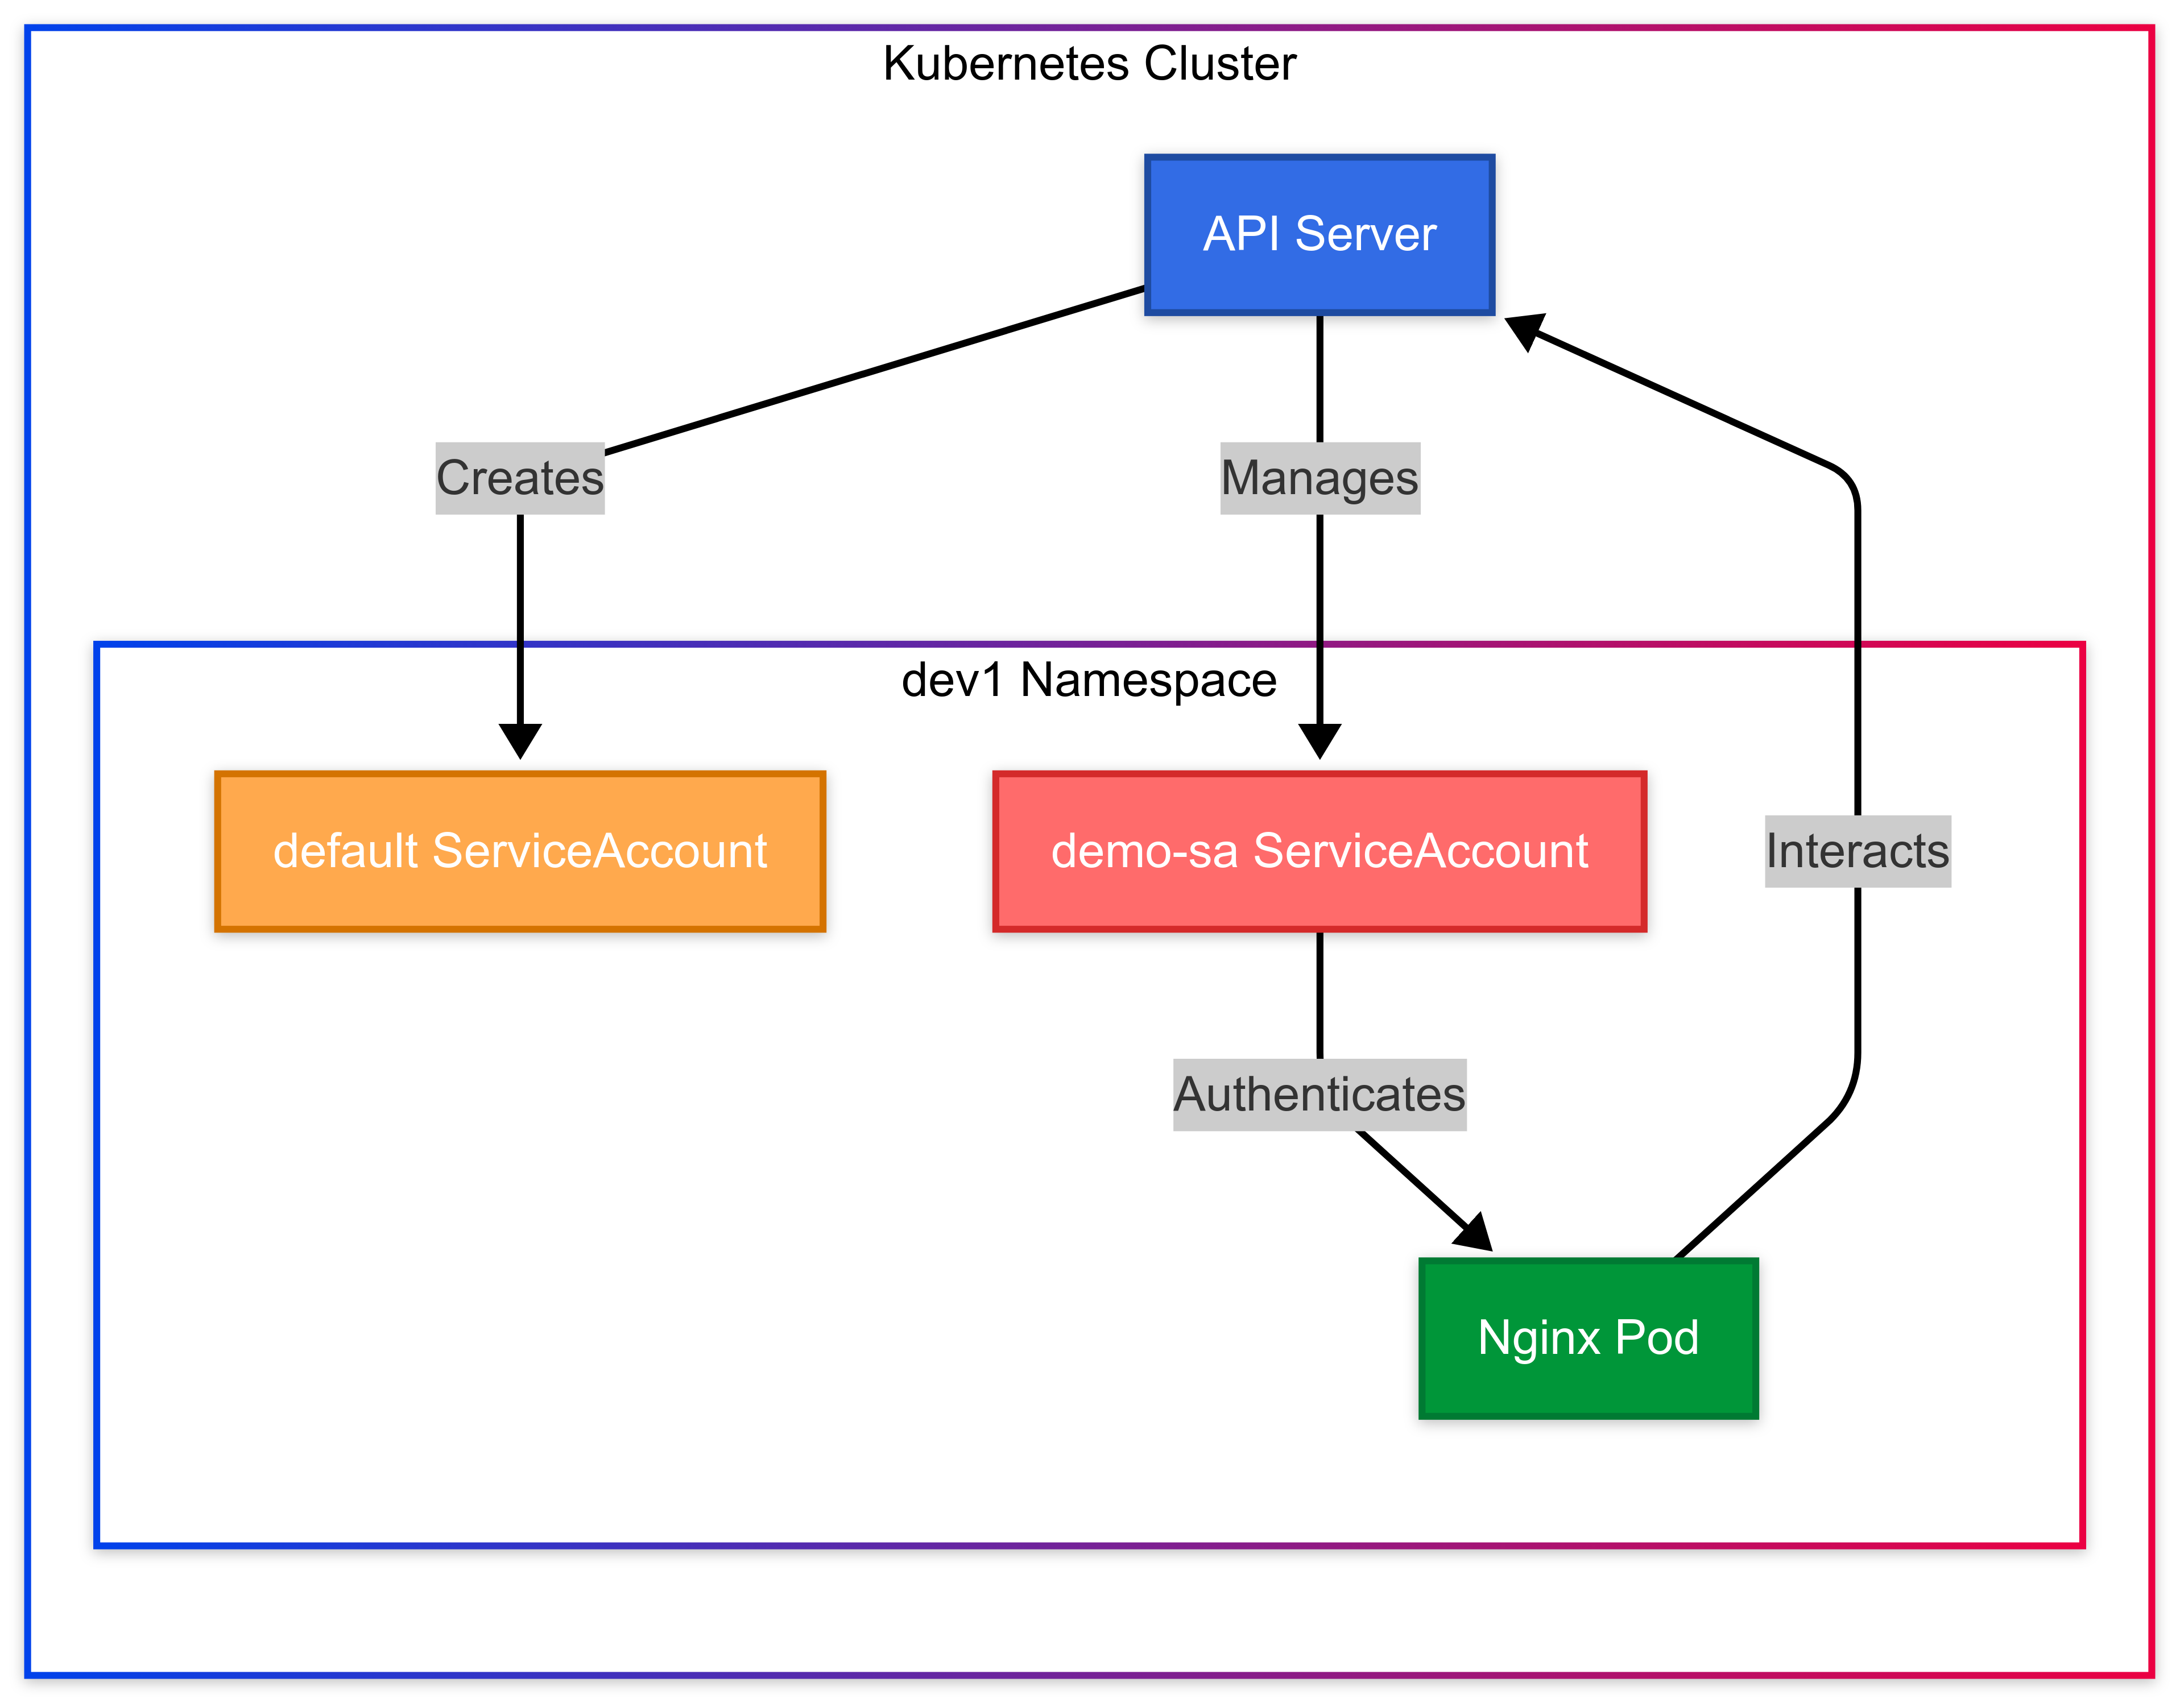 Kubernetes Cluster
API Server
Creates
Manages
dev1 Namespace
default ServiceAccount
demo-sa ServiceAccount
Interacts
Authenticates
Nginx Pod